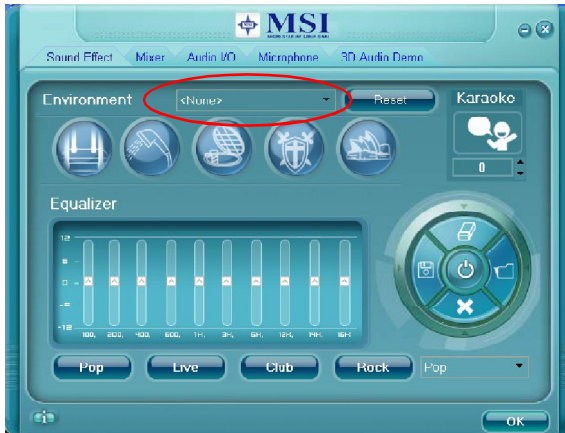 MSI
Sound Effect Mixer Audio I/O Microphone 3D Audio Demo
Environment <None> Reset Karaoke
0
Equalizer
12
0
-12
100, 200, 400, 600, 1K, 3K, 6K, 12K, 14K, 16K
Pop Live Club Rock Pop
OK